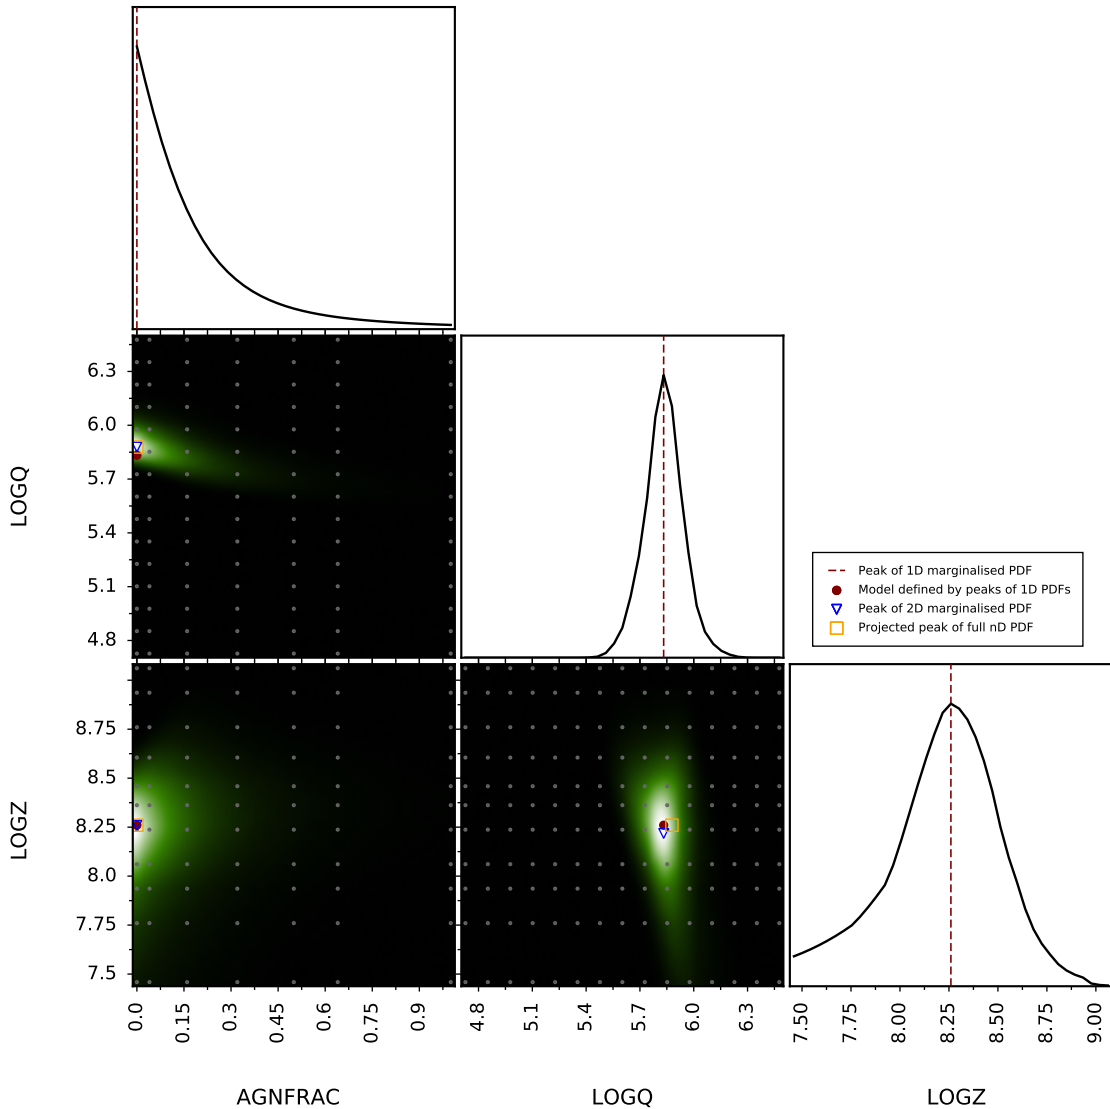 LOGQ
6.3
6.0
5.7
5.4
5.1
4.8
Peak of 1D marginalised PDF
Model defined by peaks of 1D PDFs
Peak of 2D marginalised PDF
Projected peak of full nD PDF
LOGZ
8.75
8.5
8.25
8.0
7.75
7.5
0.0 0.15 0.3 0.45 0.6 0.75 0.9
4.8 5.1 5.4 5.7 6.0 6.3
7.50 7.75 8.00 8.25 8.50 8.75 9.00
AGNFRAC LOGQ LOGZ